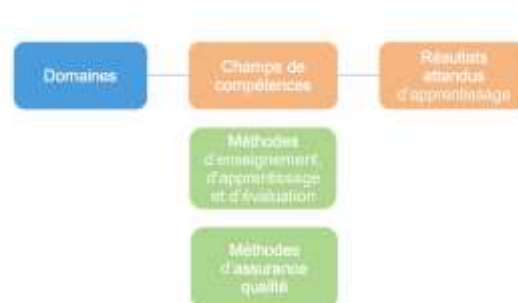 Domaines
Champs de
compétences
Résultats
attendus
d'apprentissage
Méthodes
d'enseignement,
d'apprentissage
et d'évaluation
Méthodes
d'assurance
qualité